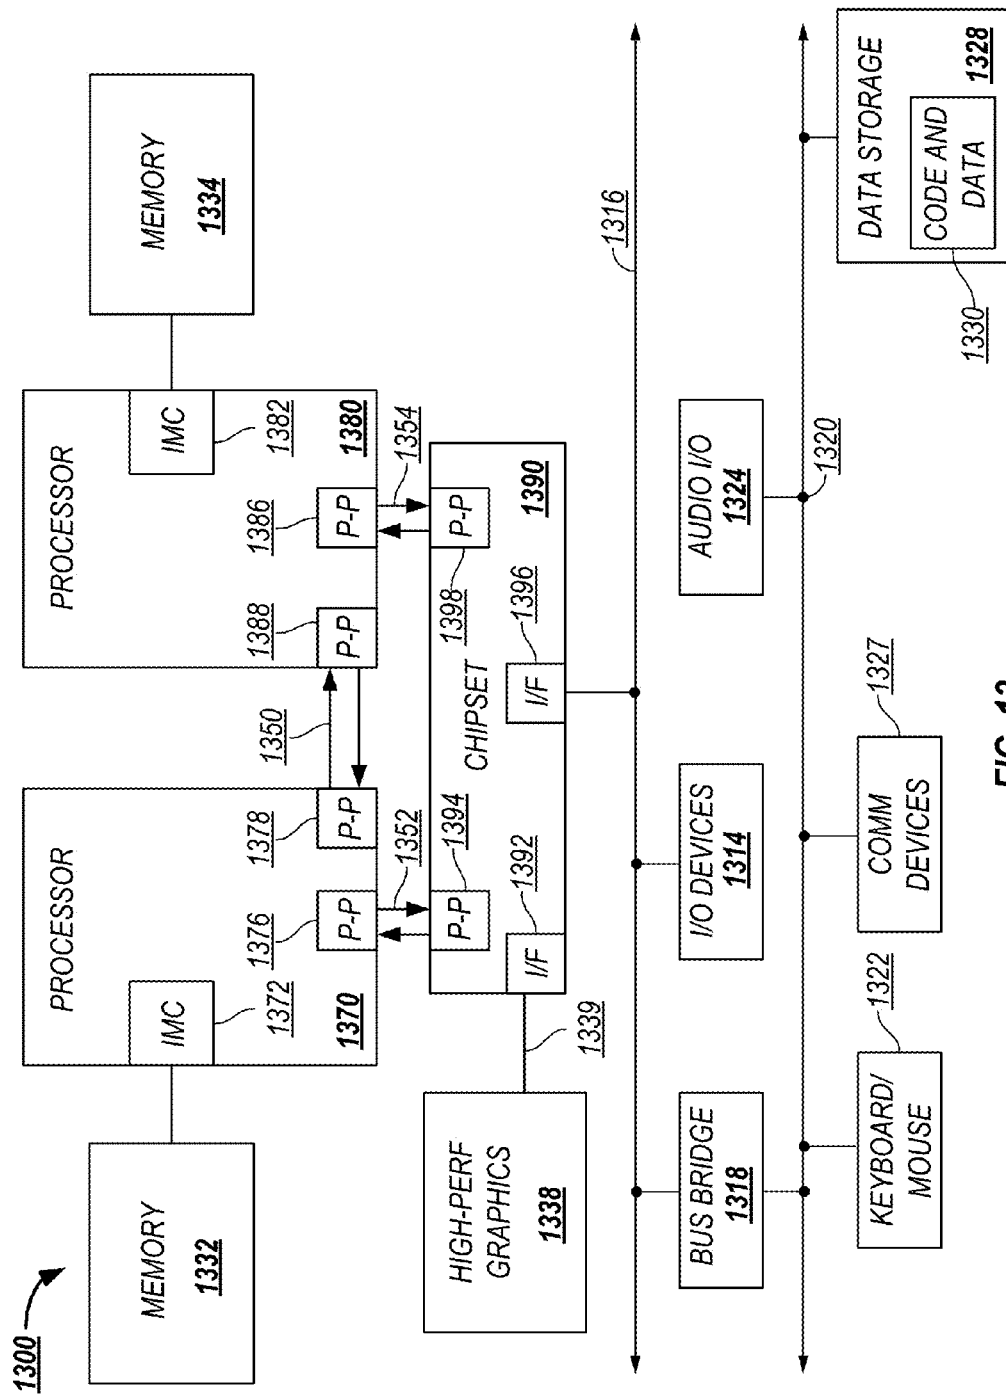 1300
MEMORY
1332
PROCESSOR
IMC
1372
1370
1376
P-P
1378
P-P
1350
PROCESSOR
1388
P-P
1386
P-P
IMC
1382
1380
MEMORY
1334
1352
1354
HIGH-PERF
GRAPHICS
1338
1339
I/F
1392
P-P
1394
CHIPSET
P-P
1398
I/F
1396
1390
1316
BUS BRIDGE
1318
I/O DEVICES
1314
AUDIO I/O
1324
1320
KEYBOARD/
MOUSE
1322
COMM
DEVICES
1327
DATA STORAGE
1328
CODE AND
DATA
1330
FIG. 13